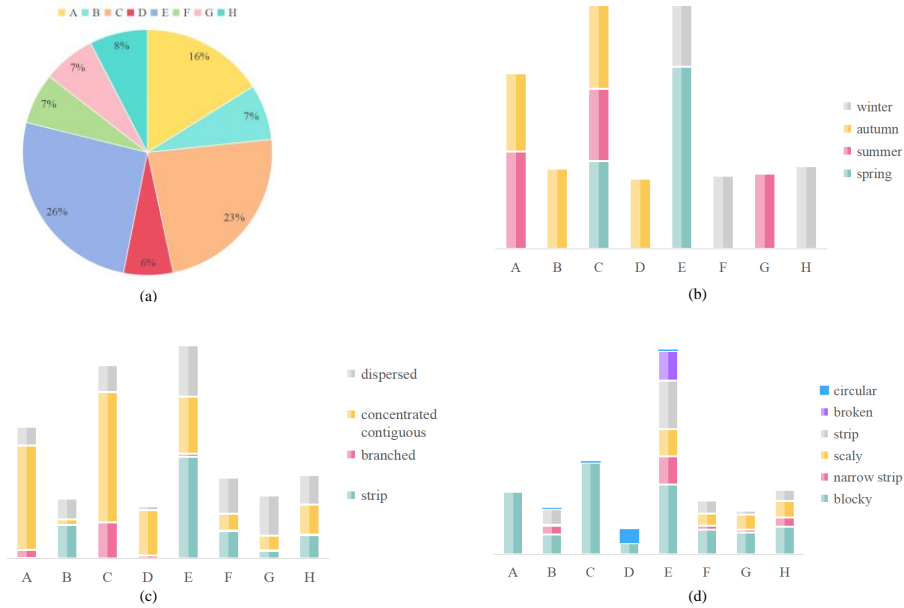 A B C D E F G H
8%
16%
7%
7%
7%
23%
26%
6%
(a)
winter
autumn
summer
spring
A B C D E F G H
(b)
dispersed
concentrated
contiguous
branched
strip
A B C D E F G H
(c)
circular
broken
strip
scaly
narrow strip
blocky
A B C D E F G H
(d)